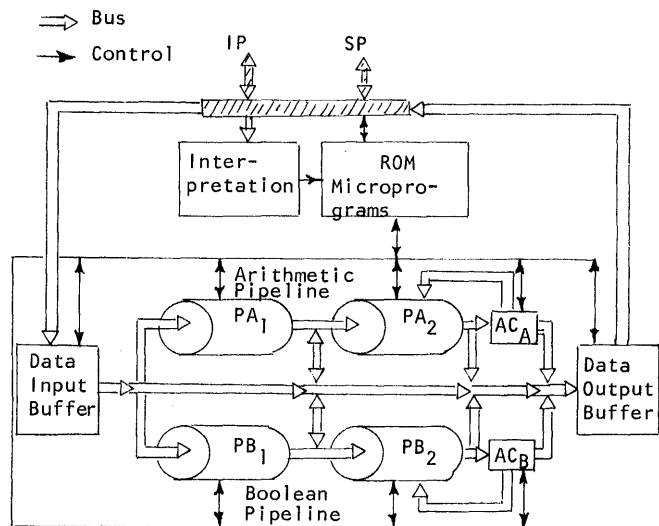 Bus
Control
IP
SP
Inter-
pretation
ROM
Micropro-
grams
Arithmetic
Pipeline
PA1
PA2
ACA
Data
Input
Buffer
Data
Output
Buffer
PB1
PB2
ACB
Boolean
Pipeline